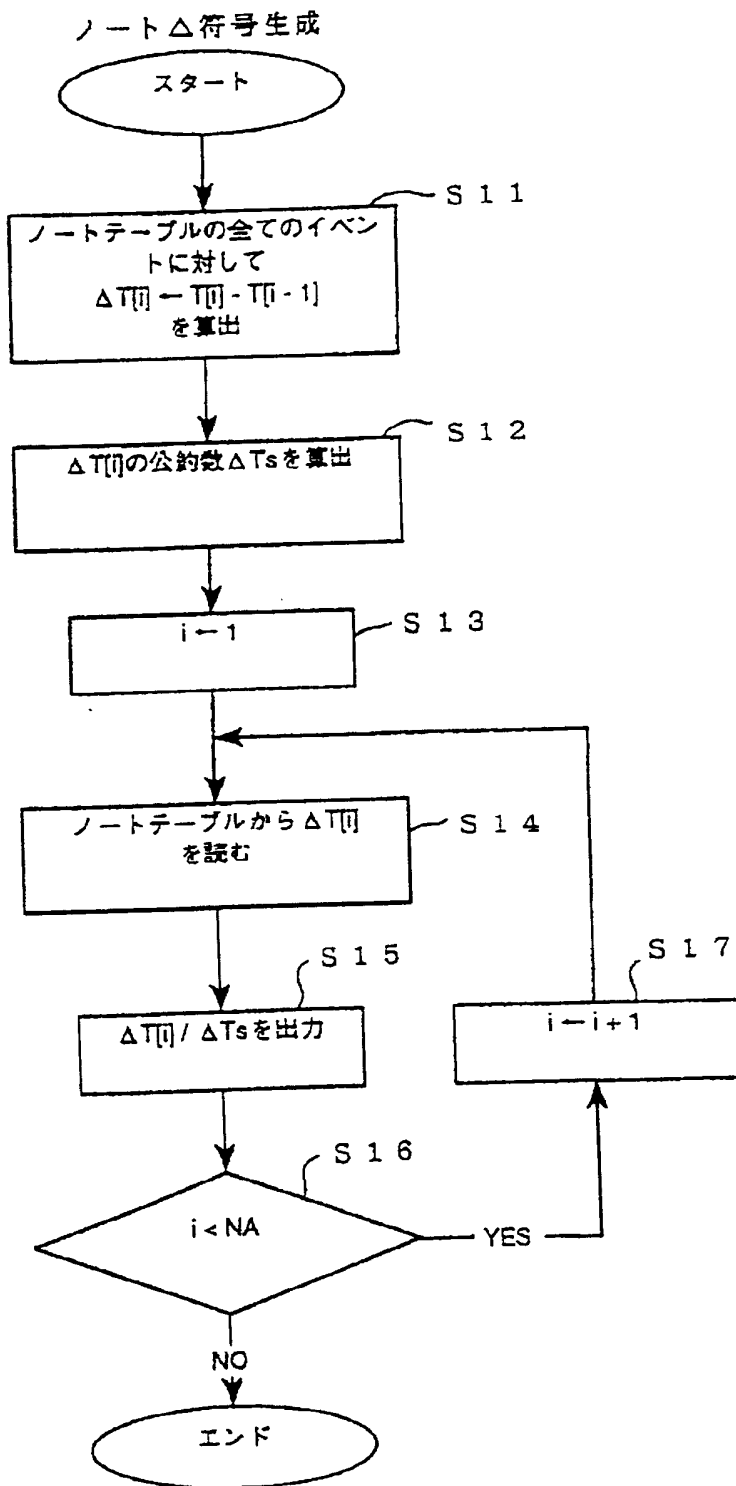 ノート△符号生成
スタート
S11
ノートテーブルの全てのイベン
トに対して
ΔT[i] ← T[i] - T[i - 1]
を算出
S12
ΔT[i]の公約数ΔTsを算出
i ← 1
S13
ノートテーブルからΔT[i]
を読む
S14
S15
ΔT[i] / ΔTsを出力
S17
i ← i + 1
S16
i < NA
YES
NO
エンド